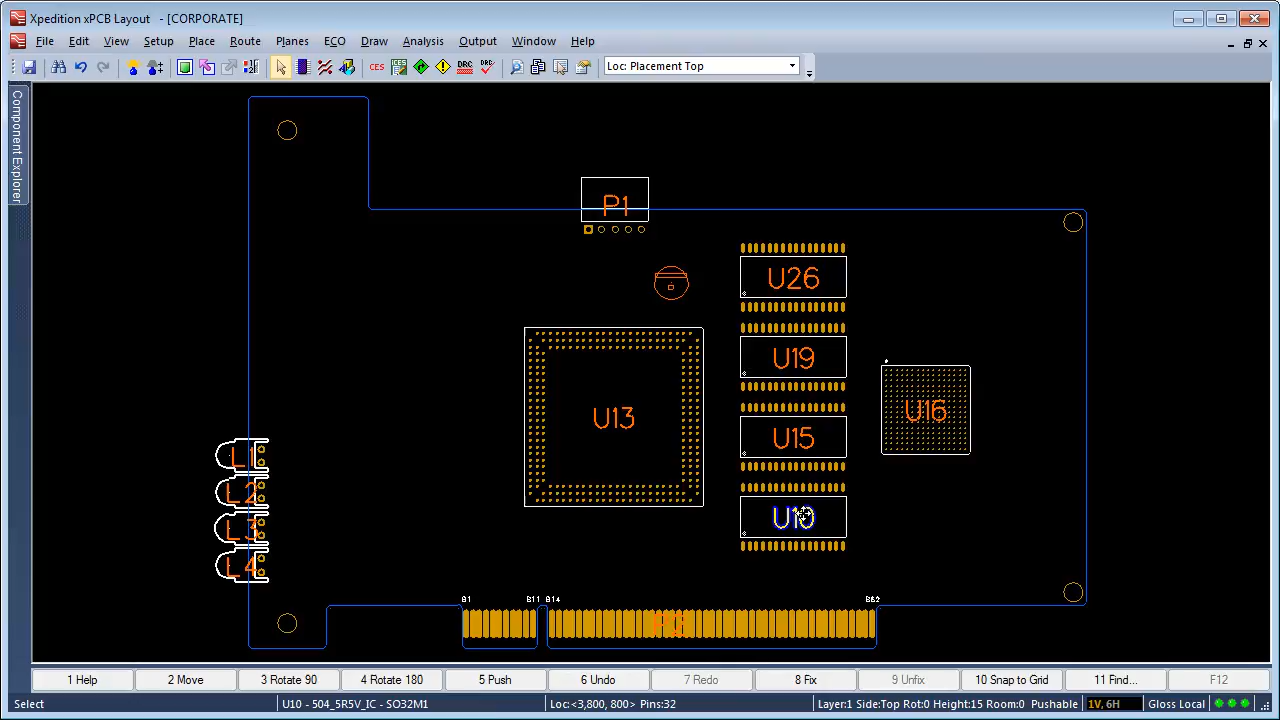 Xpedition xPCB Layout - [CORPORATE]
File Edit View Setup Place Route Planes ECO Draw Analysis Output Window Help
CES ICES DRC DRC Loc: Placement Top
Component Explorer
P1
U26
U19
U13
U16
U15
U10
L1
L2
L3
L4
B1 B11 B14 B62
1 Help 2 Move 3 Rotate 90 4 Rotate 180 5 Push 6 Undo 7 Redo 8 Fix 9 Unfix 10 Snap to Grid 11 Find... F12
Select U10 - 504_5R5V_IC - SO32M1 Loc:<3,800, 800> Pins:32 Layer:1 Side:Top Rot:0 Height:15 Room:0 Pushable 1V, 6H Gloss Local